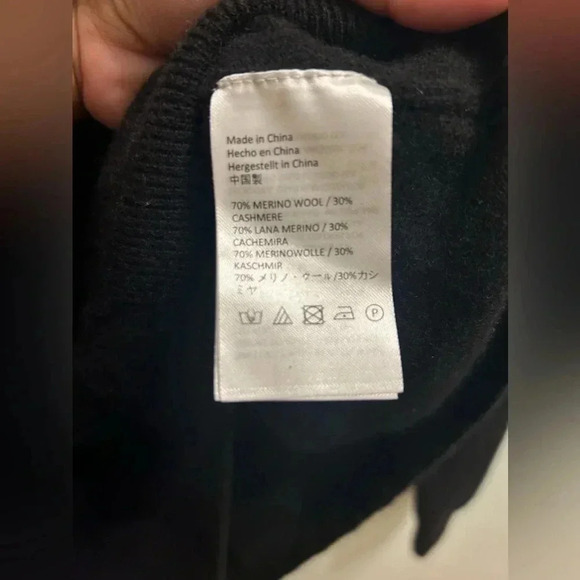 Made in China
Hecho en China
Hergestellt in China
中国製
70% MERINO WOOL / 30%
CASHMERE
70% LANA MERINO / 30%
CACHEMIRA
70% MERINOWOLLE / 30%
KASCHMIR
70% メリノ・ウール/30%カシ
ミヤ
P